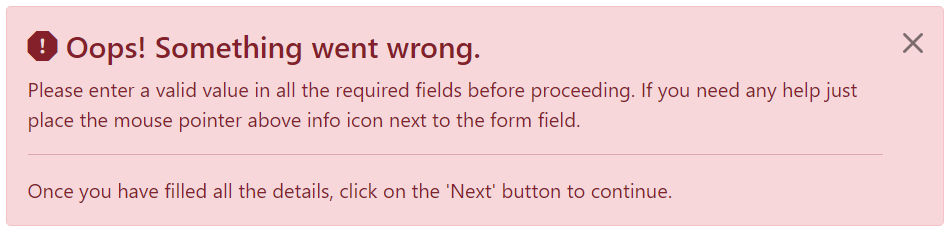 Oops! Something went wrong.
Please enter a valid value in all the required fields before proceeding. If you need any help just
place the mouse pointer above info icon next to the form field.
Once you have filled all the details, click on the 'Next' button to continue.